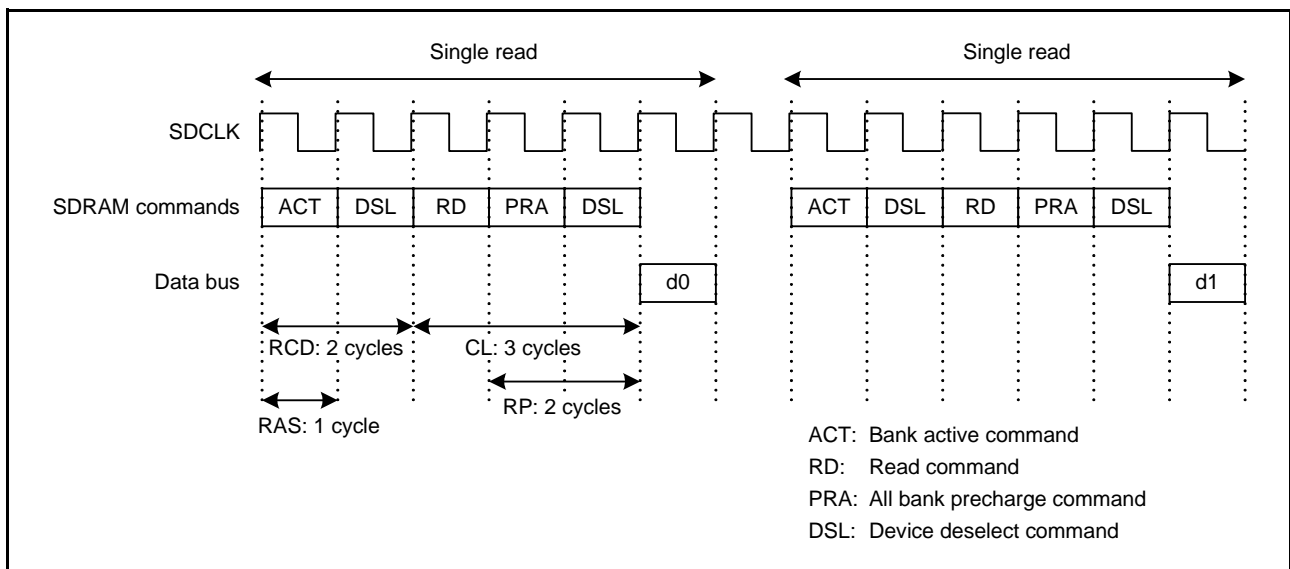 Single read Single read
SDCLK
SDRAM commands ACT DSL RD PRA DSL ACT DSL RD PRA DSL
Data bus d0 d1
RCD: 2 cycles CL: 3 cycles
RP: 2 cycles
RAS: 1 cycle
ACT: Bank active command
RD: Read command
PRA: All bank precharge command
DSL: Device deselect command